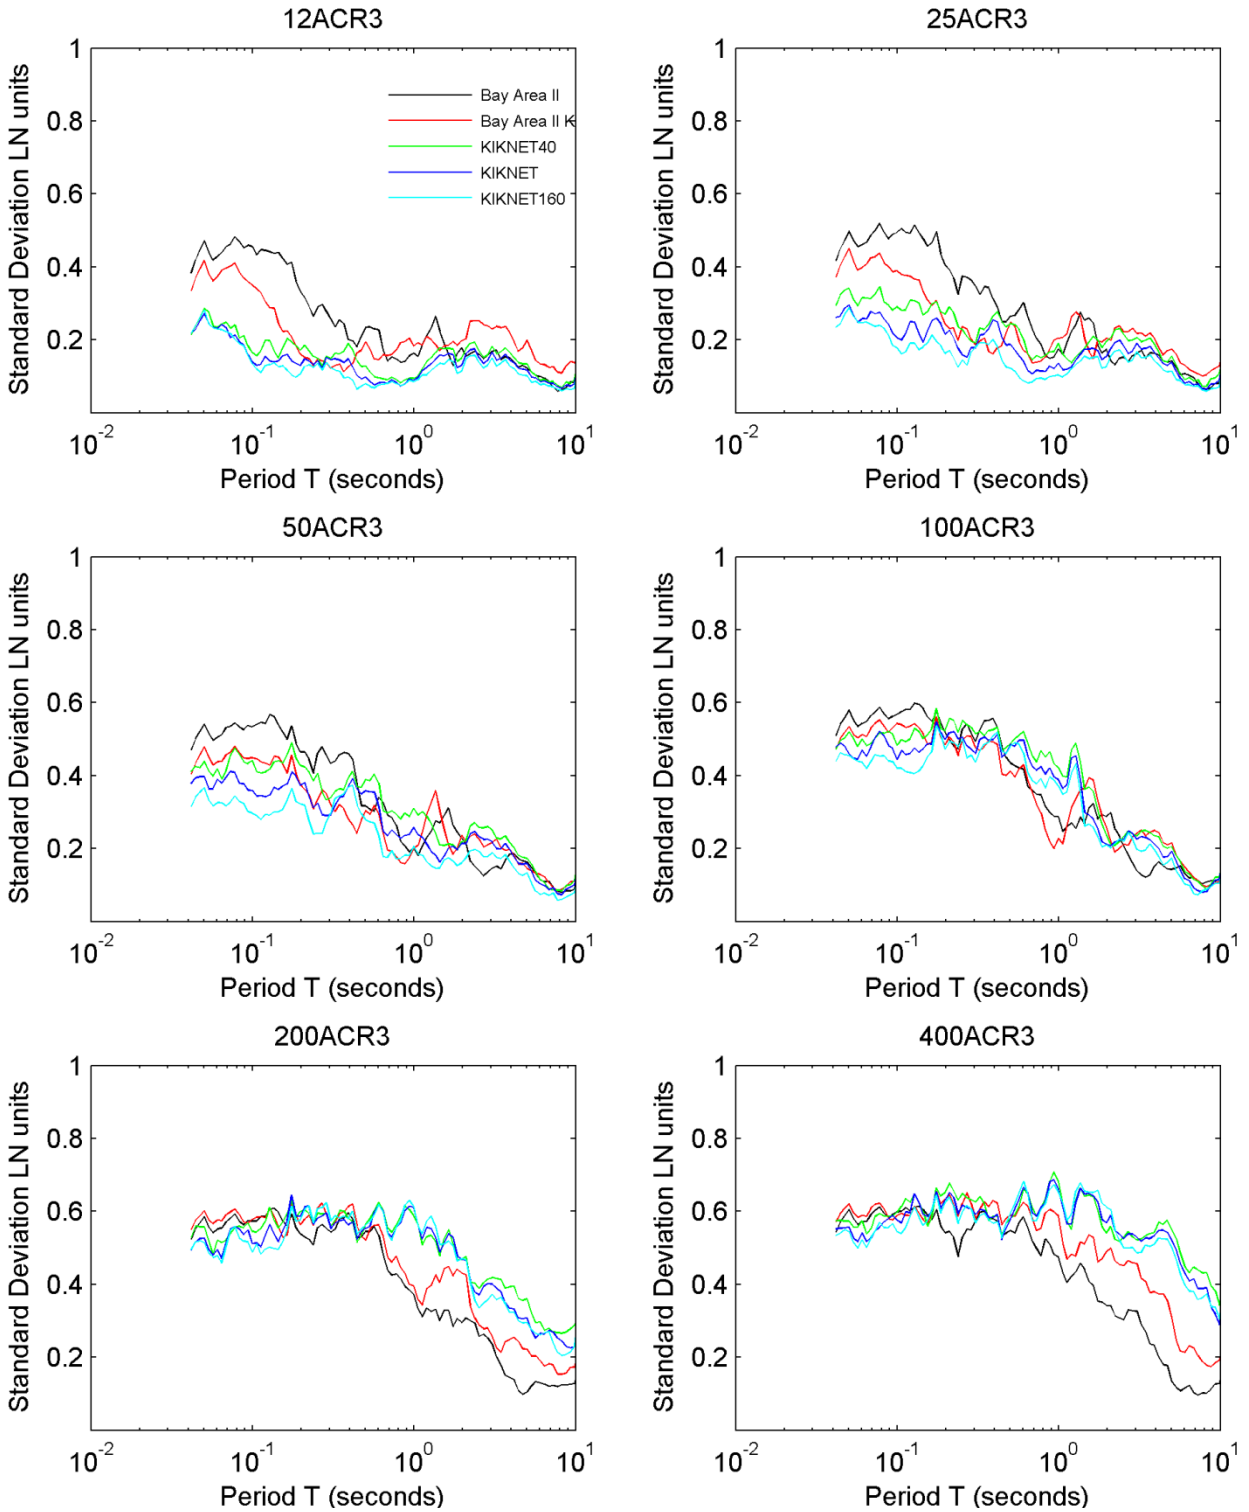 12ACR3
25ACR3
1
0.8
0.6
0.4
0.2
Standard Deviation LN units
Bay Area II
Bay Area II K
KIKNET40
KIKNET
KIKNET160
10-2
10-1
100
101
Period T (seconds)
1
0.8
0.6
0.4
0.2
Standard Deviation LN units
10-2
10-1
100
101
Period T (seconds)
50ACR3
100ACR3
1
0.8
0.6
0.4
0.2
Standard Deviation LN units
10-2
10-1
100
101
Period T (seconds)
1
0.8
0.6
0.4
0.2
Standard Deviation LN units
10-2
10-1
100
101
Period T (seconds)
200ACR3
400ACR3
1
0.8
0.6
0.4
0.2
Standard Deviation LN units
10-2
10-1
100
101
Period T (seconds)
1
0.8
0.6
0.4
0.2
Standard Deviation LN units
10-2
10-1
100
101
Period T (seconds)